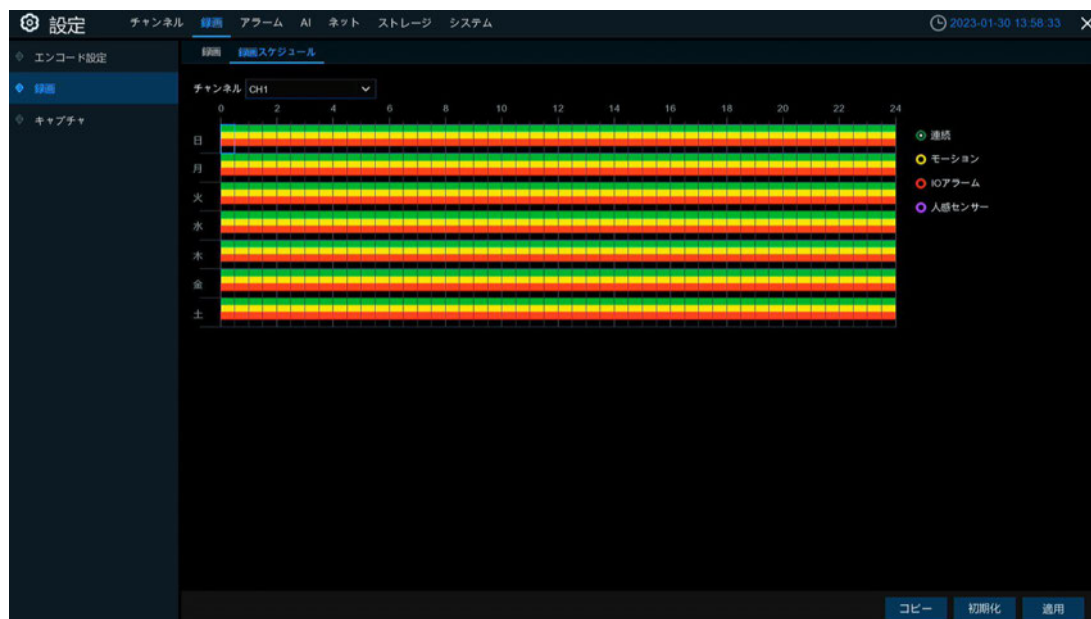 設定 チャンネル 録画 アラーム AI ネット ストレージ システム 2023-01-30 13:58:33
エンコード設定
録画
キャプチャ
録画 録画スケジュール
チャンネル CH1
0 2 4 6 8 10 12 14 16 18 20 22 24
日
月
火
水
木
金
土
連続
モーション
IOアラーム
人感センサー
コピー 初期化 適用